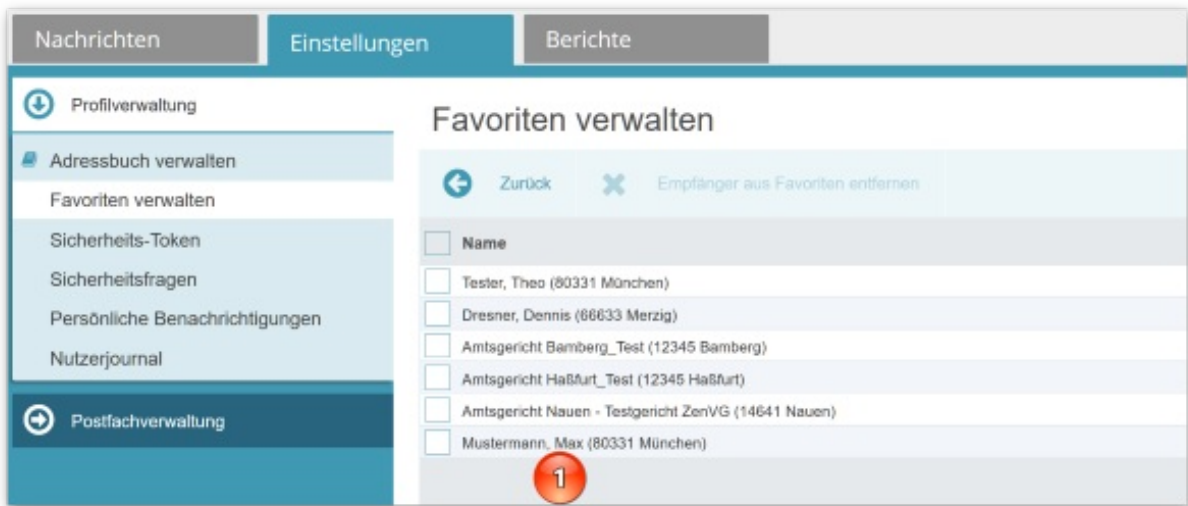 Nachrichten Einstellungen Berichte
Profilverwaltung
Adressbuch verwalten
Favoriten verwalten
Sicherheits-Token
Sicherheitsfragen
Persönliche Benachrichtigungen
Nutzerjournal
Postfachverwaltung
Favoriten verwalten
Zurück Empfänger aus Favoriten entfernen
Name
Tester, Theo (80331 München)
Dresner, Dennis (66633 Merzig)
Amtsgericht Bamberg_Test (12345 Bamberg)
Amtsgericht Haßfurt_Test (12345 Haßfurt)
Amtsgericht Nauen - Testgericht ZenVG (14641 Nauen)
Mustermann, Max (80331 München)
1